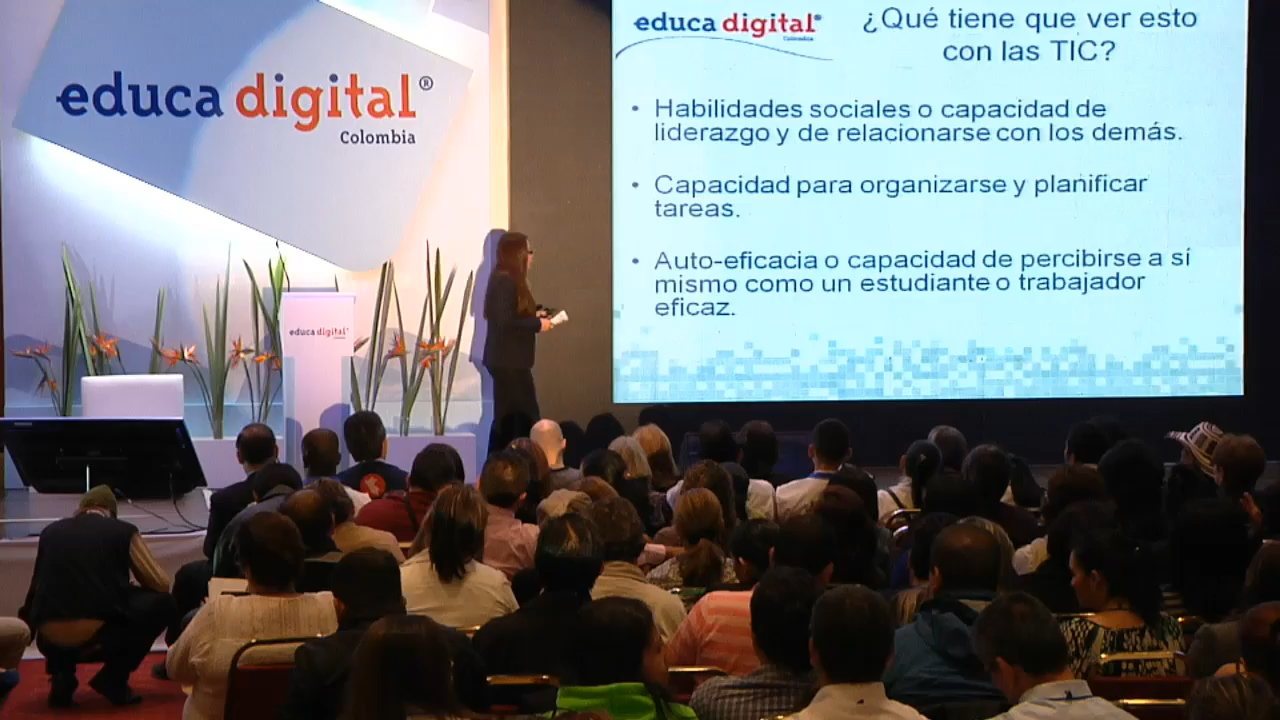 educa digital®
Colombia
educa digital
educa digital®
Colombia
¿Qué tiene que ver esto
con las TIC?
• Habilidades sociales o capacidad de
liderazgo y de relacionarse con los demás.
• Capacidad para organizarse y planificar
tareas.
• Auto-eficacia o capacidad de percibirse a sí
mismo como un estudiante o trabajador
eficaz.